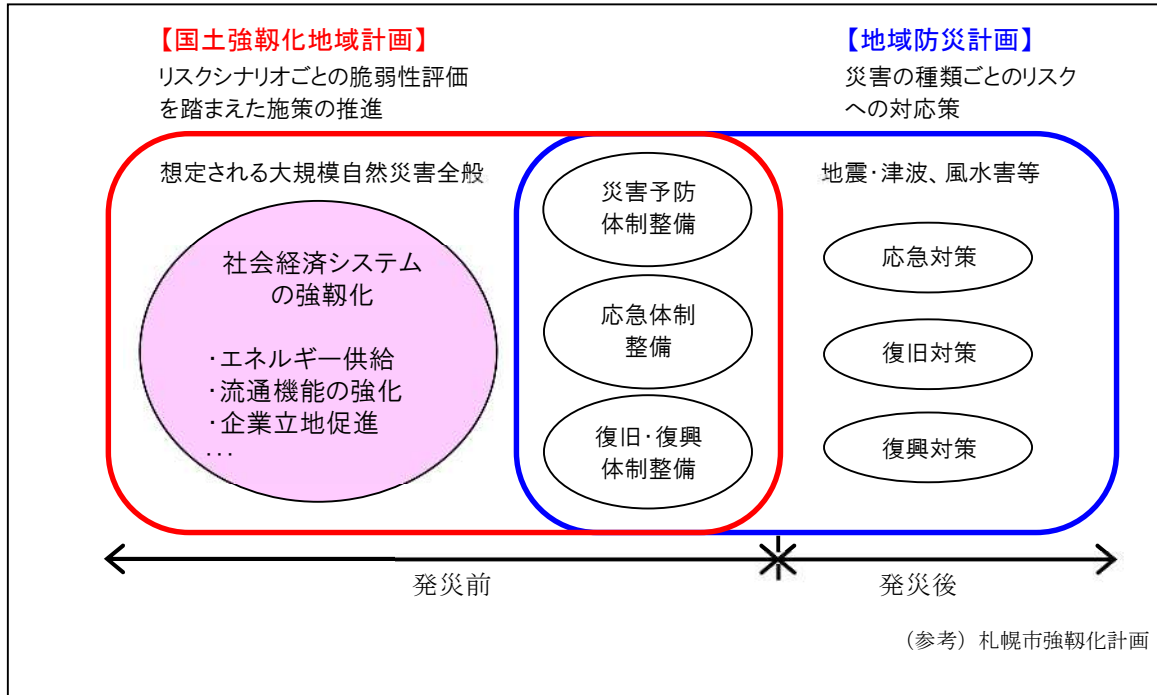 【国土強靱化地域計画】
リスクシナリオごとの脆弱性評価
を踏まえた施策の推進
【地域防災計画】
災害の種類ごとのリスク
への対応策
想定される大規模自然災害全般
社会経済システム
の強靱化
・エネルギー供給
・流通機能の強化
・企業立地促進
・・・
災害予防
体制整備
応急体制
整備
復旧・復興
体制整備
地震・津波、風水害等
応急対策
復旧対策
復興対策
発災前
発災後
（参考）札幌市強靱化計画